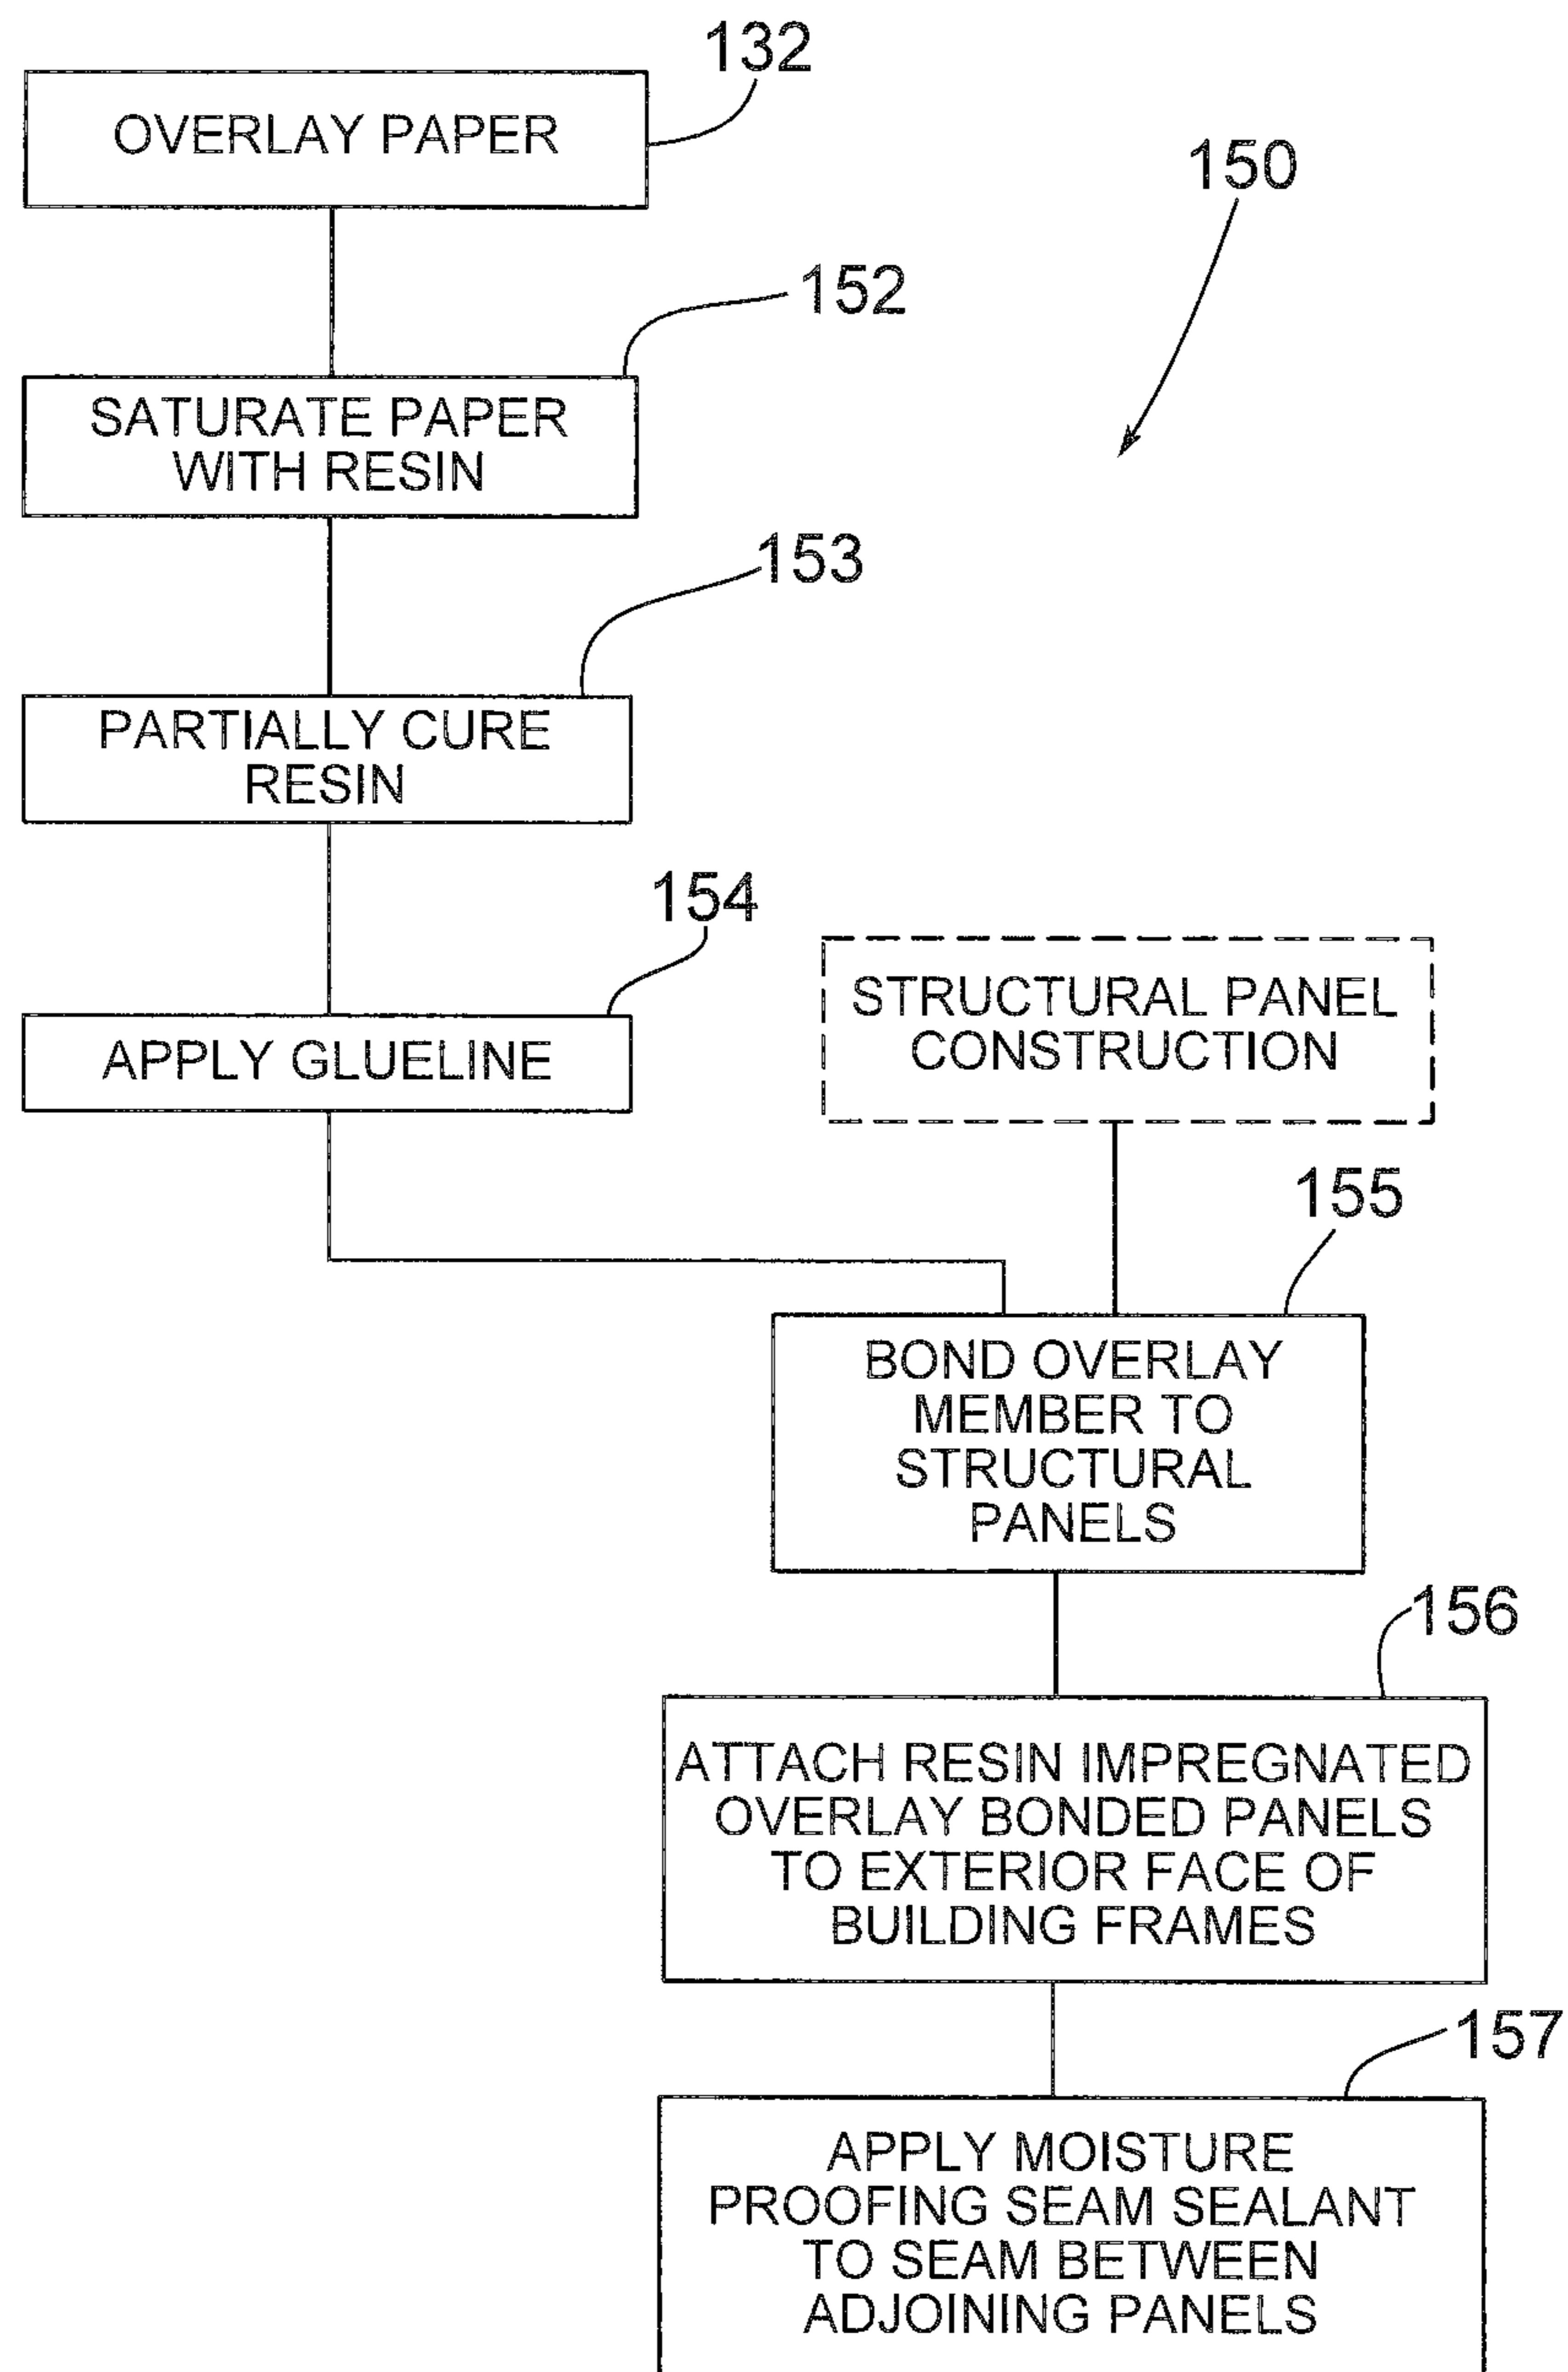 132
OVERLAY PAPER
150
152
SATURATE PAPER
WITH RESIN
153
PARTIALLY CURE
RESIN
154
APPLY GLUELINE
STRUCTURAL PANEL
CONSTRUCTION
155
BOND OVERLAY
MEMBER TO
STRUCTURAL
PANELS
156
ATTACH RESIN IMPREGNATED
OVERLAY BONDED PANELS
TO EXTERIOR FACE OF
BUILDING FRAMES
157
APPLY MOISTURE
PROOFING SEAM SEALANT
TO SEAM BETWEEN
ADJOINING PANELS